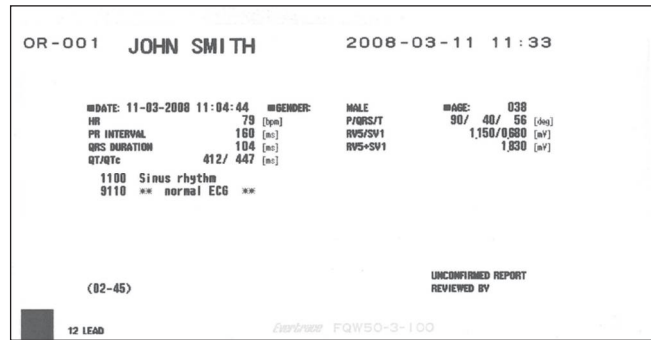 OR-001 JOHN SMITH 2008-03-11 11:33
DATE: 11-03-2008 11:04:44 GENDER: MALE AGE: 038
HR 79 [bpm] P/QRS/T 90/ 40/ 56 [deg]
PR INTERVAL 160 [ms] RV5/SV1 1,150/0,680 [mV]
QRS DURATION 104 [ms] RV5+SV1 1,830 [mV]
QT/QTc 412/ 447 [ms]
1100 Sinus rhythm
9110 ** normal ECG **
UNCONFIRMED REPORT
(02-45) REVIEWED BY
12 LEAD FQW50-3-100